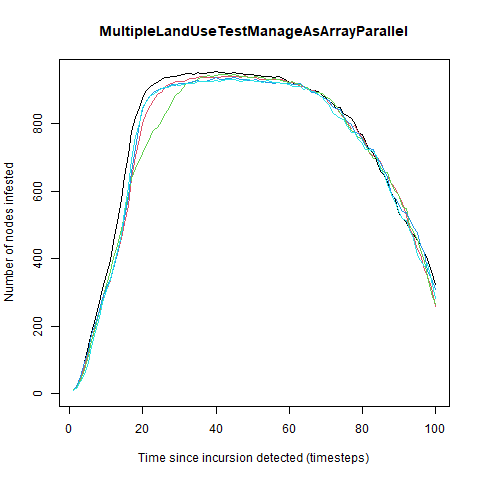 MultipleLandUseTestManageAsArrayParallel
Number of nodes infested
800
600
400
200
0
0 20 40 60 80 100
Time since incursion detected (timesteps)